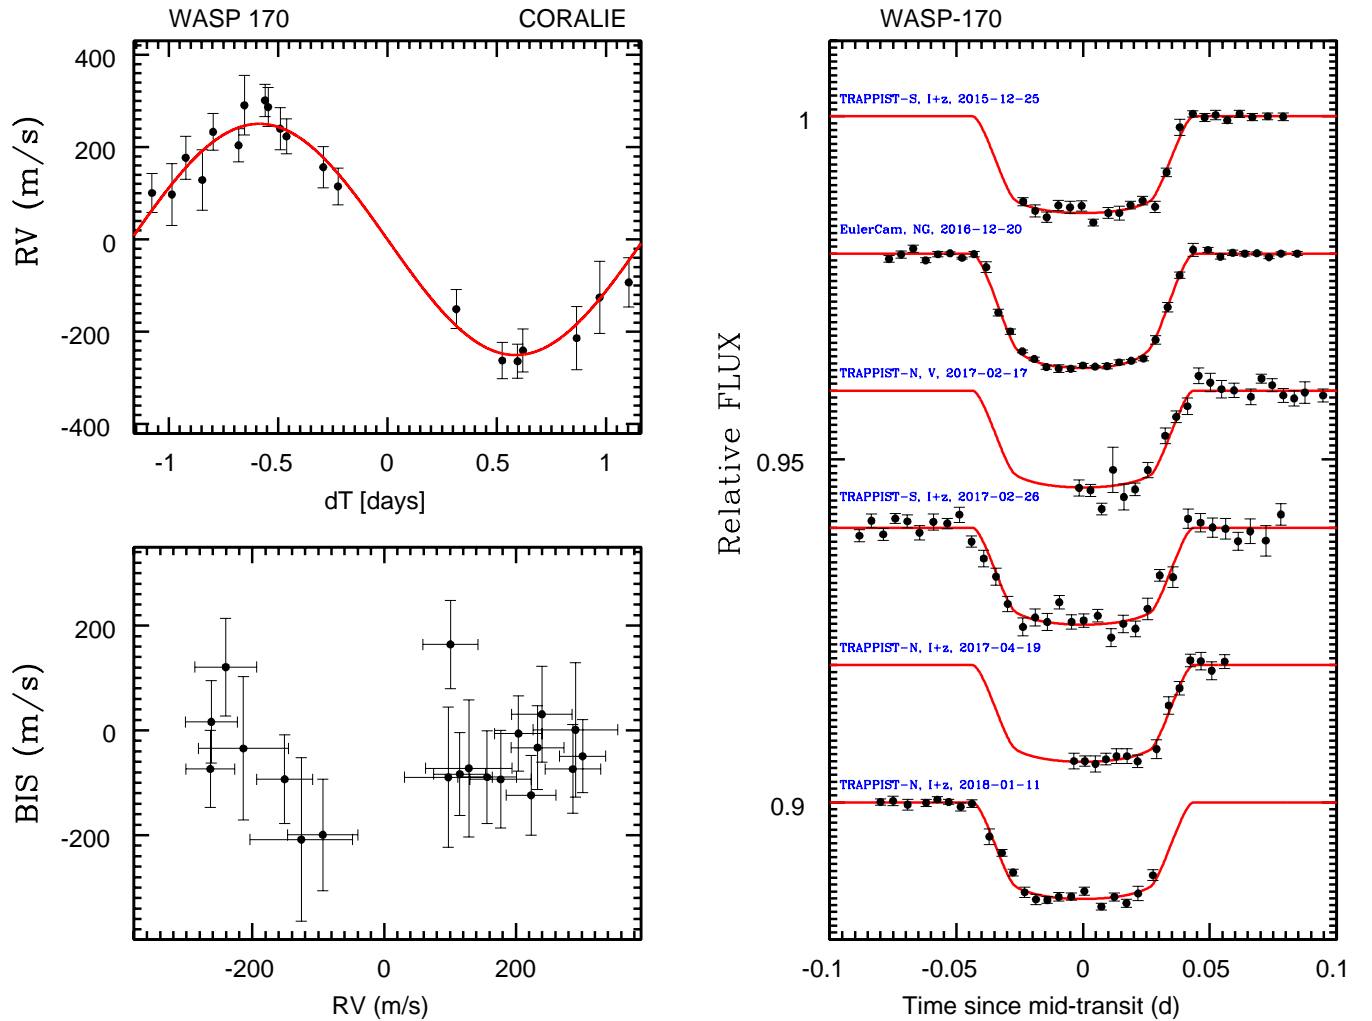 WASP 170 CORALIE
400
200
0
-200
-400
RV (m/s)
-1 -0.5 0 0.5 1
dT [days]
200
0
-200
BIS (m/s)
-200 0 200
RV (m/s)
WASP-170
TRAPPIST-S, I+z, 2015-12-25
1
EulerCam, NG, 2016-12-20
TRAPPIST-N, V, 2017-02-17
0.95
TRAPPIST-S, I+z, 2017-02-26
TRAPPIST-N, I+z, 2017-04-19
TRAPPIST-N, I+z, 2018-01-11
0.9
Relative FLUX
-0.1 -0.05 0 0.05 0.1
Time since mid-transit (d)